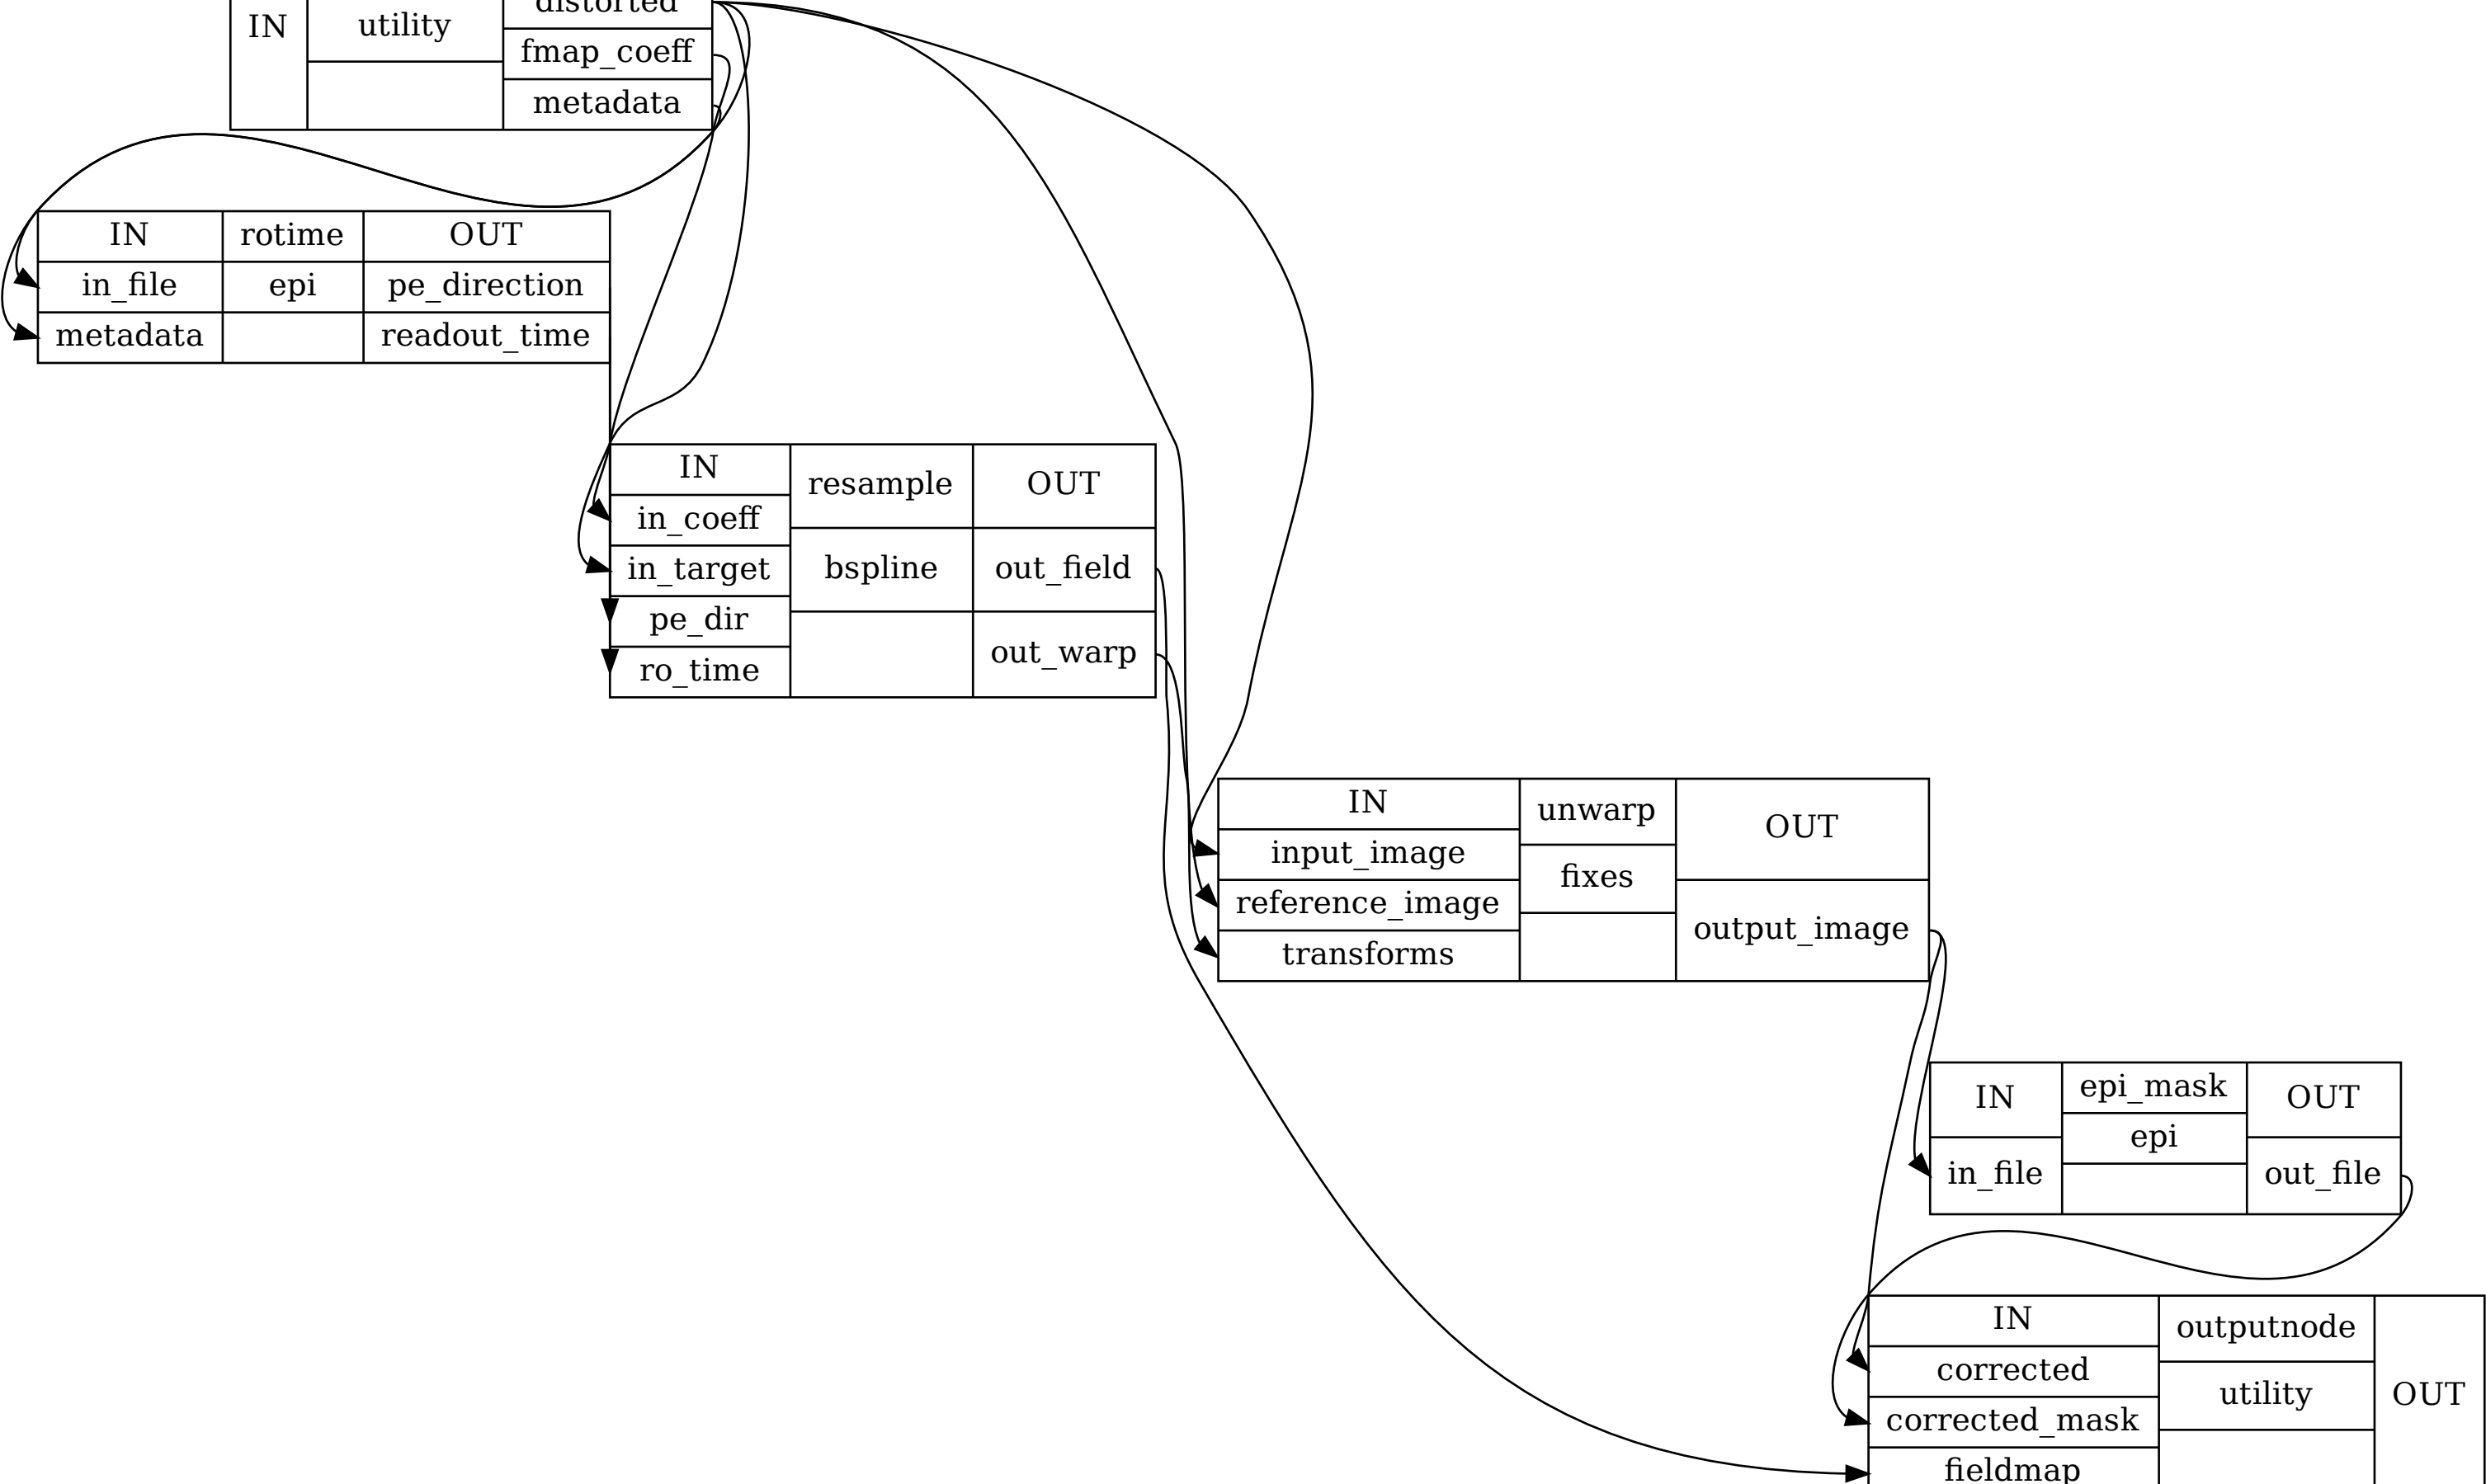 distorted
IN utility
fmap_coeff
metadata
IN rotime OUT
in_file epi pe_direction
metadata readout_time
IN resample OUT
in_coeff
in_target bspline out_field
pe_dir
ro_time out_warp
IN unwarp OUT
input_image
reference_image fixes
transforms output_image
IN epi_mask OUT
epi
in_file out_file
IN outputnode
corrected utility OUT
corrected_mask
fieldmap